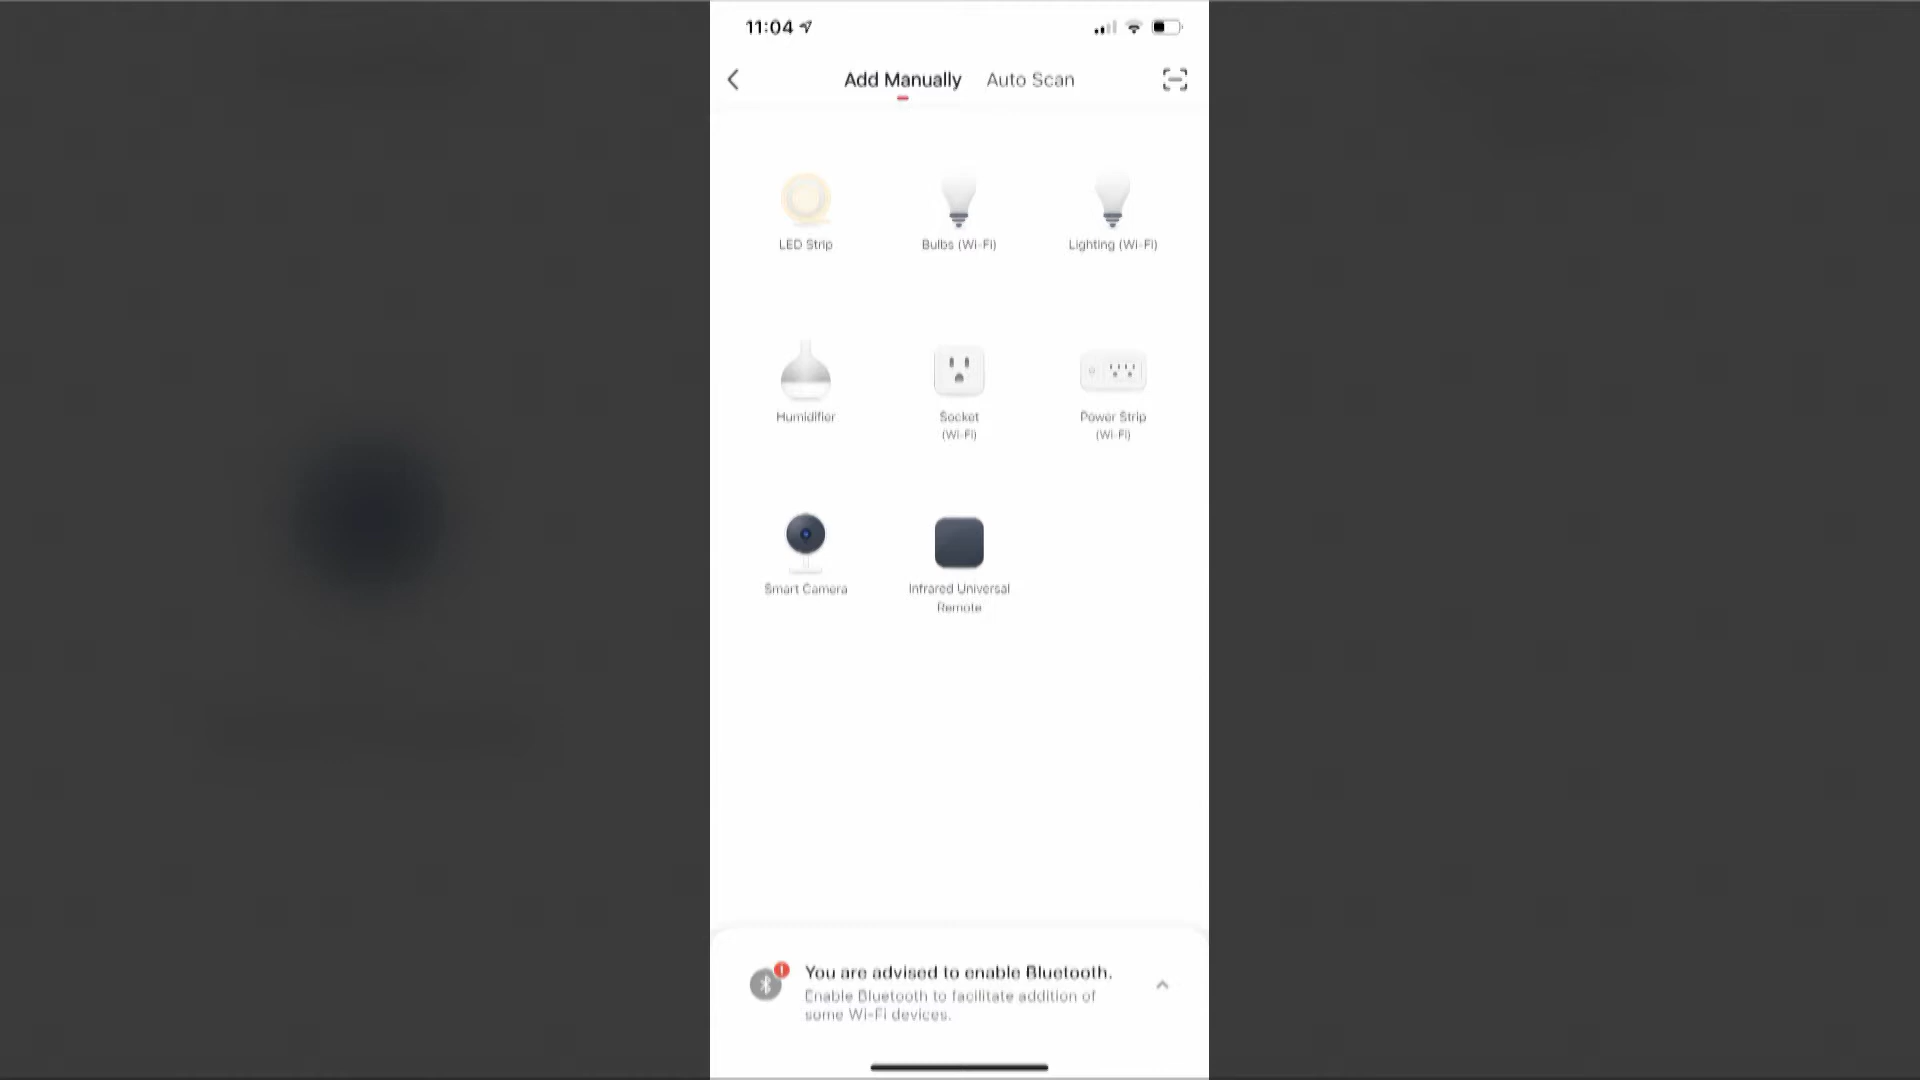 11:04
Add Manually Auto Scan
LED Strip
Bulbs (Wi-Fi)
Lighting (Wi-Fi)
Humidifier
Socket
(Wi-Fi)
Power Strip
(Wi-Fi)
Smart Camera
Infrared Universal
Remote
You are advised to enable Bluetooth.
Enable Bluetooth to facilitate addition of
some Wi-Fi devices.